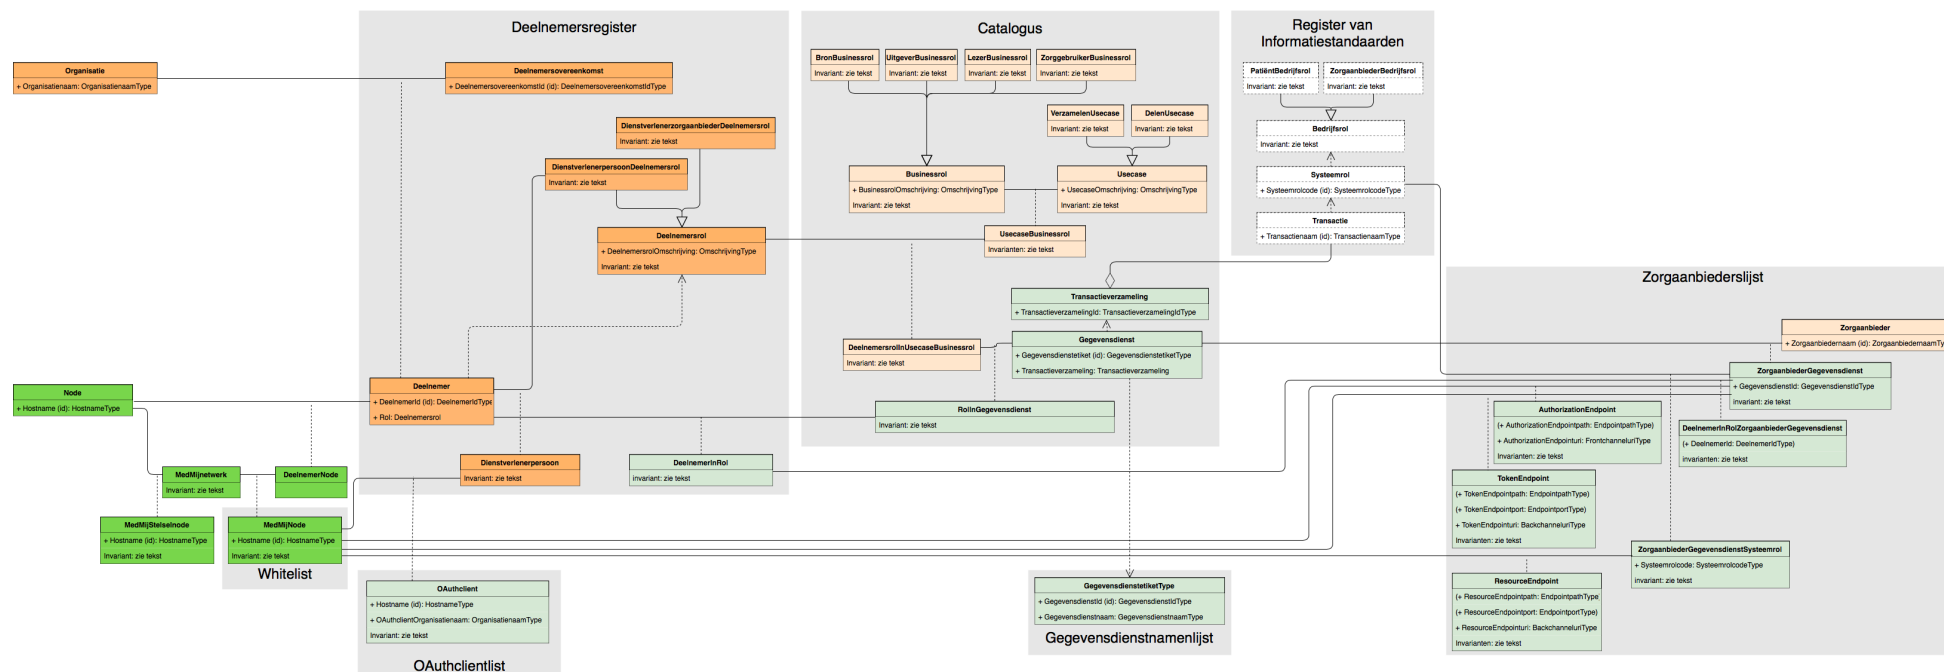 Deelnemersregister
Catalogus
Register van
Informatiestandaarden
Organisatie
+ Organisatienaam: OrganisatienaamType
Deelnemersovereenkomst
+ DeelnemersovereenkomstId (id): DeelnemersovereenkomstIdType
DienstverlenerzorgaanbiederDeelnemersrol
Invariant: zie tekst
DienstverlenerpersoonDeelnemersrol
Invariant: zie tekst
Deelnemersrol
+ DeelnemersrolOmschrijving: OmschrijvingType
Invariant: zie tekst
BronBusinessrol
Invariant: zie tekst
UitgeverBusinessrol
Invariant: zie tekst
LezerBusinessrol
Invariant: zie tekst
ZorggebruikerBusinessrol
Invariant: zie tekst
VerzamelenUsecase
Invariant: zie tekst
DelenUsecase
Invariant: zie tekst
Businessrol
+ BusinessrolOmschrijving: OmschrijvingType
Invariant: zie tekst
Usecase
+ UsecaseOmschrijving: OmschrijvingType
Invariant: zie tekst
UsecaseBusinessrol
Invarianten: zie tekst
PatiëntBedrijfsrol
Invariant: zie tekst
ZorgaanbiederBedrijfsrol
Invariant: zie tekst
Bedrijfsrol
Invariant: zie tekst
Systeemrol
+ Systeemrolcode (id): SysteemrolcodeType
Transactie
+ Transactienaam (id): TransactienaamType
Transactieverzameling
+ TransactieverzamelingId: TransactieverzamelingIdType
DeelnemersrolInUsecaseBusinessrol
Invariant: zie tekst
Gegevensdienst
+ Gegevensdienstetiket (id): GegevensdienstetiketType
+ Transactieverzameling: Transactieverzameling
RolInGegevensdienst
Invariant: zie tekst
Node
+ Hostname (id): HostnameType
Deelnemer
+ DeelnemerId (id): DeelnemerIdType
+ Rol: Deelnemersrol
MedMijnetwerk
Invariant: zie tekst
DeelnemerNode
Dienstverlenerpersoon
Invariant: zie tekst
DeelnemerInRol
invariant: zie tekst
MedMijStelselnode
+ Hostname (id): HostnameType
Invariant: zie tekst
MedMijNode
+ Hostname (id): HostnameType
Invariant: zie tekst
Whitelist
OAuthclient
+ Hostname (id): HostnameType
+ OAuthclientOrganisatienaam: OrganisatienaamType
Invariant: zie tekst
OAuthclientlist
GegevensdienstetiketType
+ GegevensdienstId (id): GegevensdienstIdType
+ Gegevensdienstnaam: GegevensdienstnaamType
Gegevensdienstnamenlijst
Zorgaanbiederslijst
Zorgaanbieder
+ Zorgaanbiedernaam (id): ZorgaanbiedernaamTy
ZorgaanbiederGegevensdienst
+ GegevensdienstId: GegevensdienstIdType
invariant: zie tekst
AuthorizationEndpoint
(+ AuthorizationEndpointpath: EndpointpathType)
+ AuthorizationEndpointuri: FrontchanneluriType
Invarianten: zie tekst
DeelnemerInRolZorgaanbiederGegevensdienst
(+ DeelnemerId: DeelnemerIdType)
invarianten: zie tekst
TokenEndpoint
(+ TokenEndpointpath: EndpointpathType)
(+ TokenEndpointport: EndpointportType)
+ TokenEndpointuri: BackchanneluriType
Invarianten: zie tekst
ZorgaanbiederGegevensdienstSysteemrol
+ Systeemrolcode: SysteemrolcodeType
invariant: zie tekst
ResourceEndpoint
(+ ResourceEndpointpath: EndpointpathType
(+ ResourceEndpointport: EndpointportType)
+ ResourceEndpointuri: BackchanneluriType
Invarianten: zie tekst